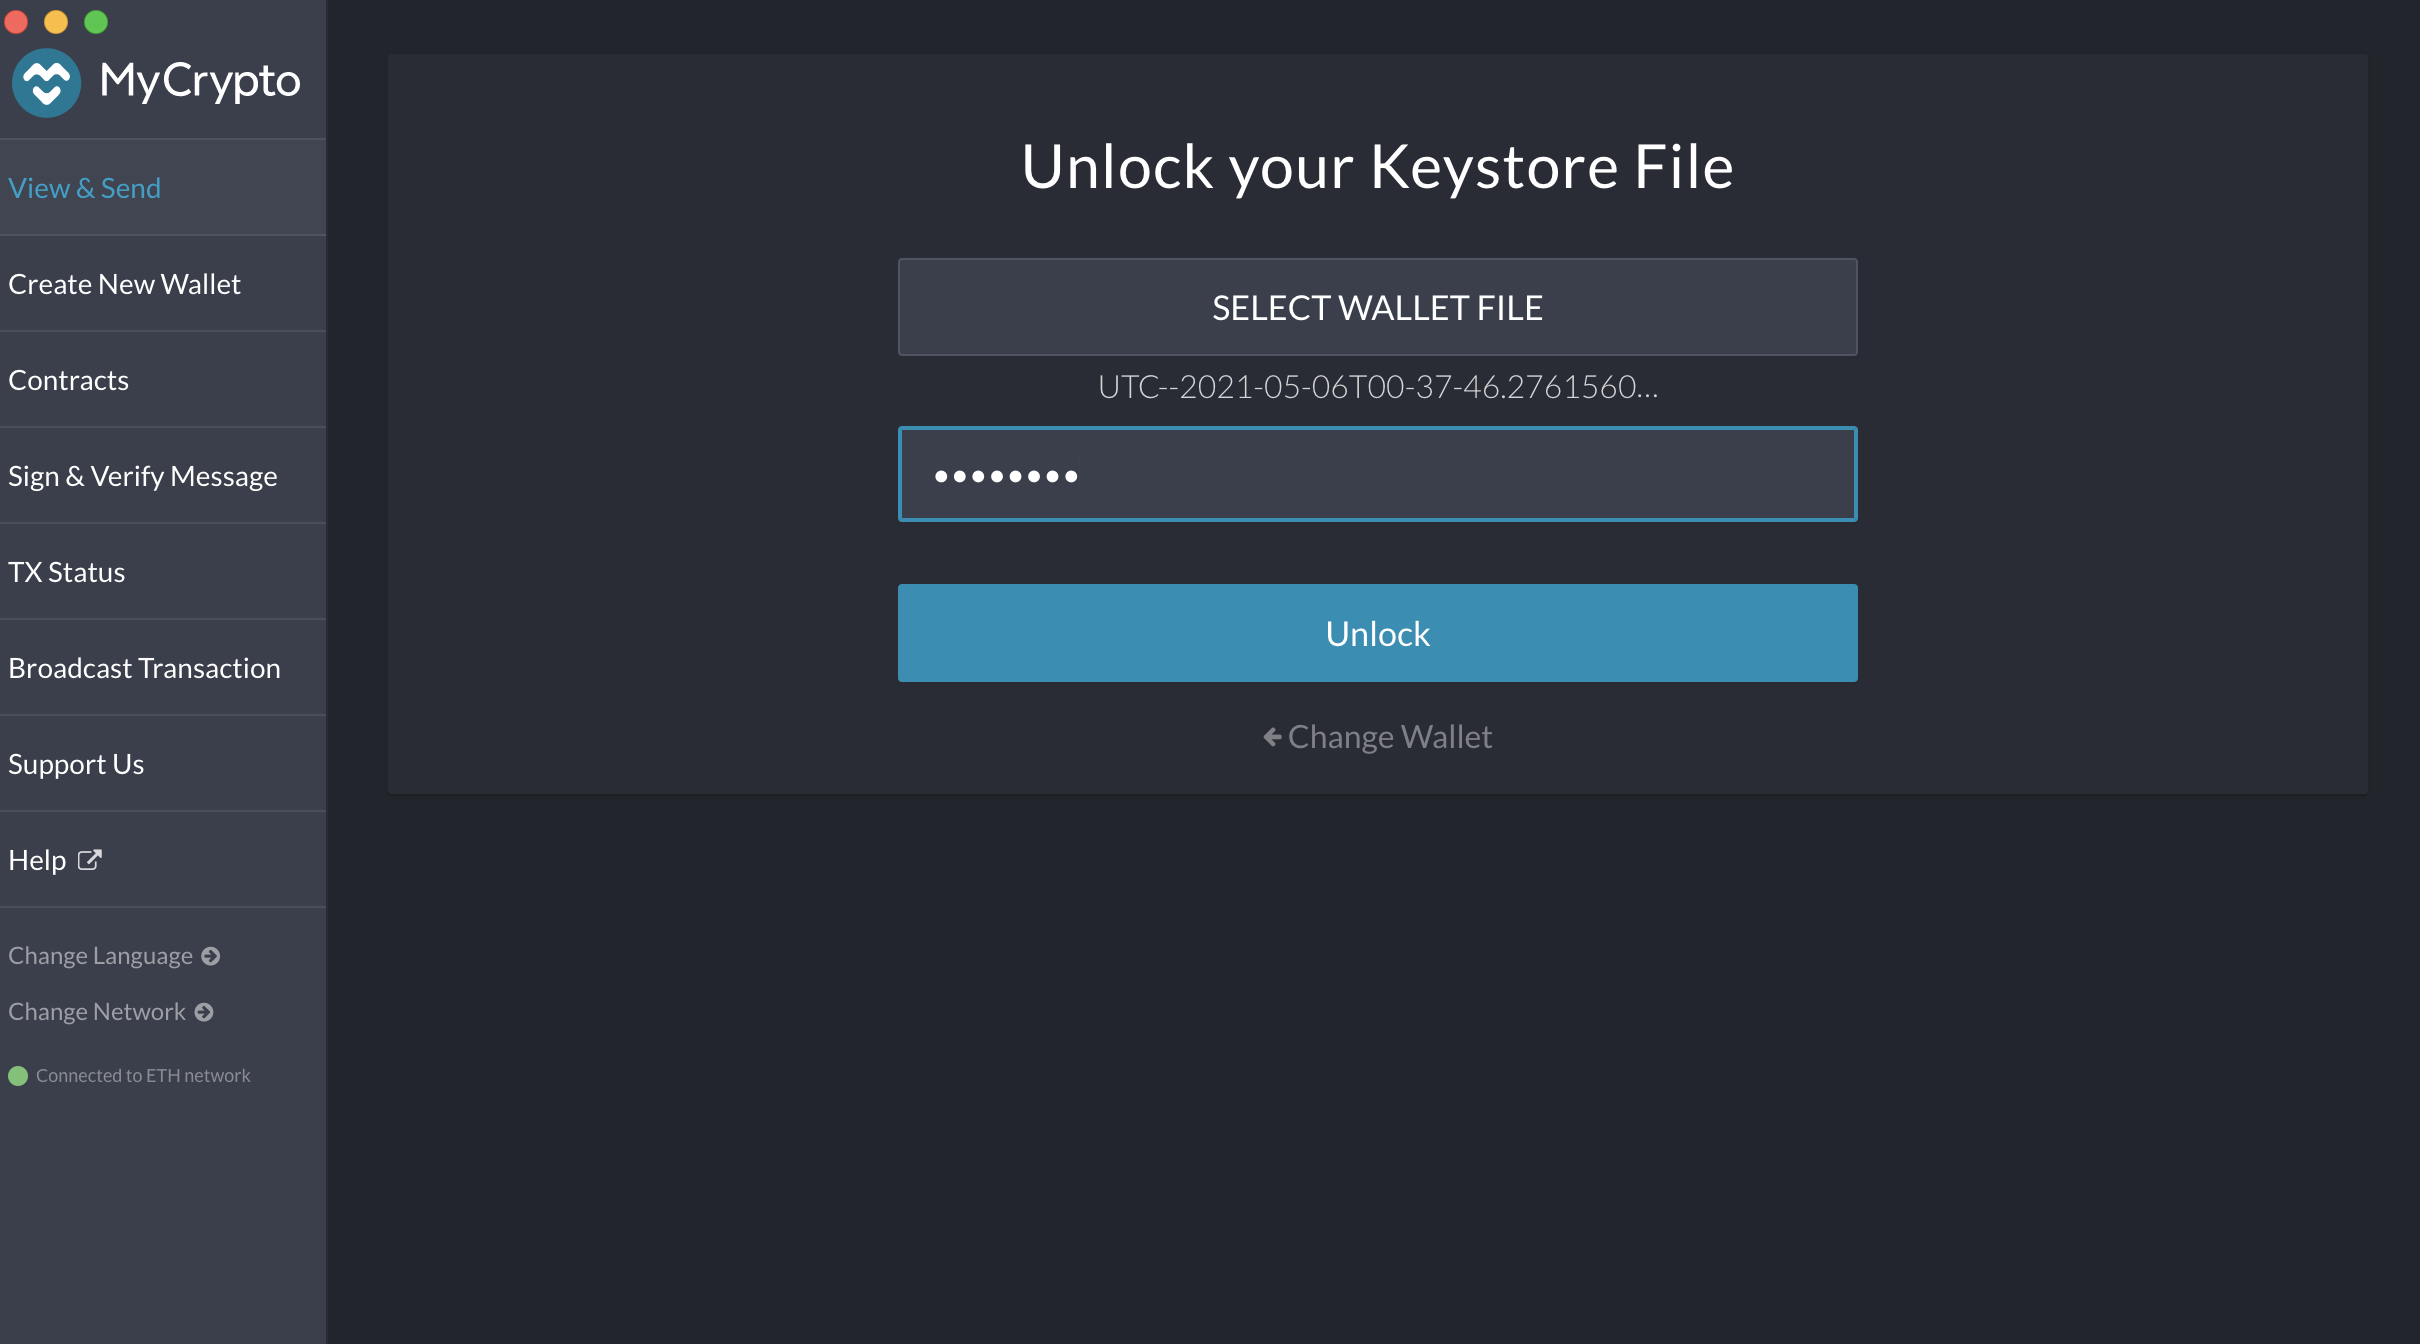 MyCrypto
View & Send
Create New Wallet
Contracts
Sign & Verify Message
TX Status
Broadcast Transaction
Support Us
Help
Change Language
Change Network
Connected to ETH network
Unlock your Keystore File
SELECT WALLET FILE
UTC--2021-05-06T00-37-46.2761560...
••••••••
Unlock
Change Wallet